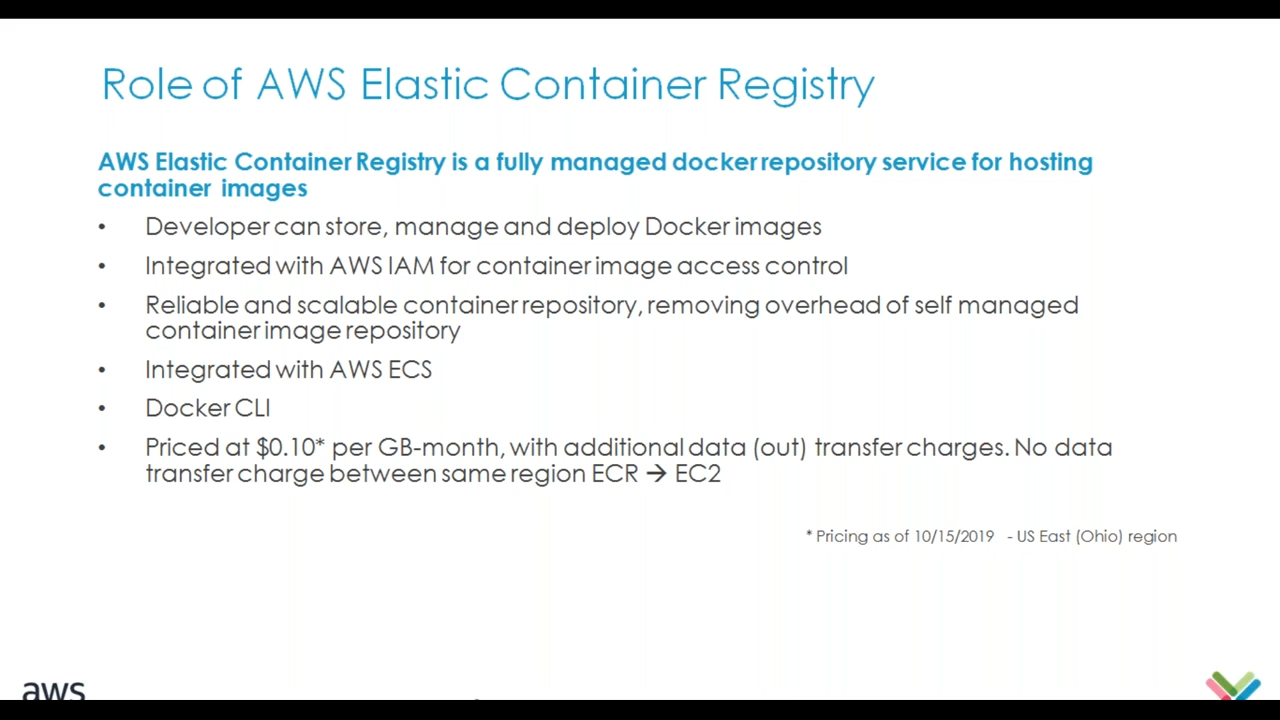 Role of AWS Elastic Container Registry
AWS Elastic Container Registry is a fully managed docker repository service for hosting
container images
• Developer can store, manage and deploy Docker images
• Integrated with AWS IAM for container image access control
• Reliable and scalable container repository, removing overhead of self managed
container image repository
• Integrated with AWS ECS
• Docker CLI
• Priced at $0.10* per GB-month, with additional data (out) transfer charges. No data
transfer charge between same region ECR → EC2
* Pricing as of 10/15/2019 - US East (Ohio) region
aws